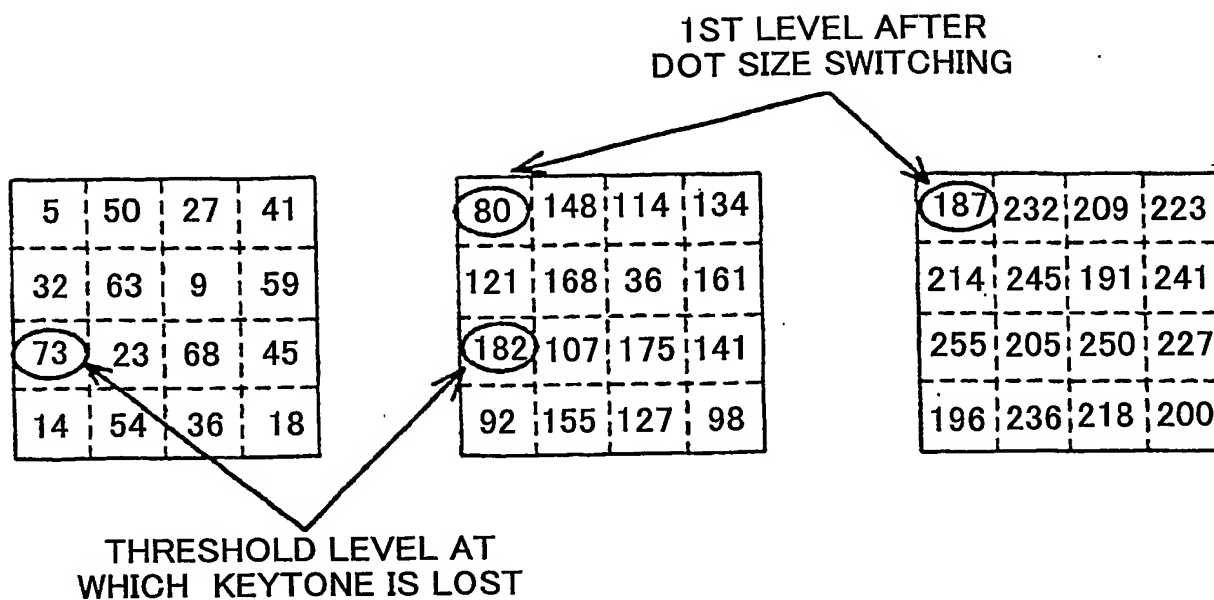 1ST LEVEL AFTER
DOT SIZE SWITCHING
5 50 27 41
32 63 9 59
73 23 68 45
14 54 36 18
80 148 114 134
121 168 36 161
182 107 175 141
92 155 127 98
187 232 209 223
214 245 191 241
255 205 250 227
196 236 218 200
THRESHOLD LEVEL AT
WHICH KEYTONE IS LOST